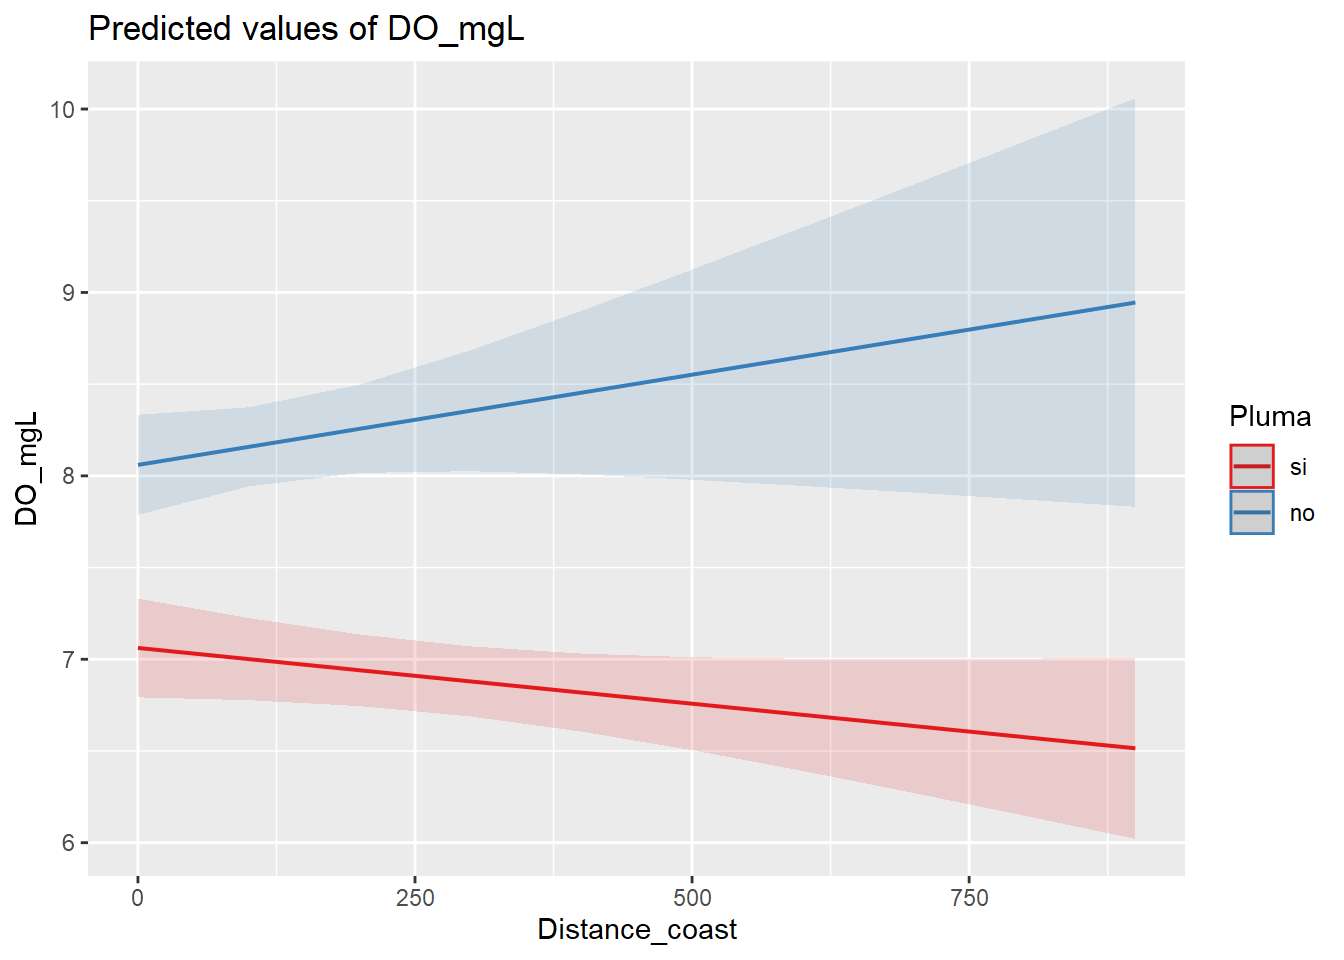 Predicted values of DO_mgL
10
9
8
7
6
DO_mgL
0
250
500
750
Distance_coast
Pluma
si
no